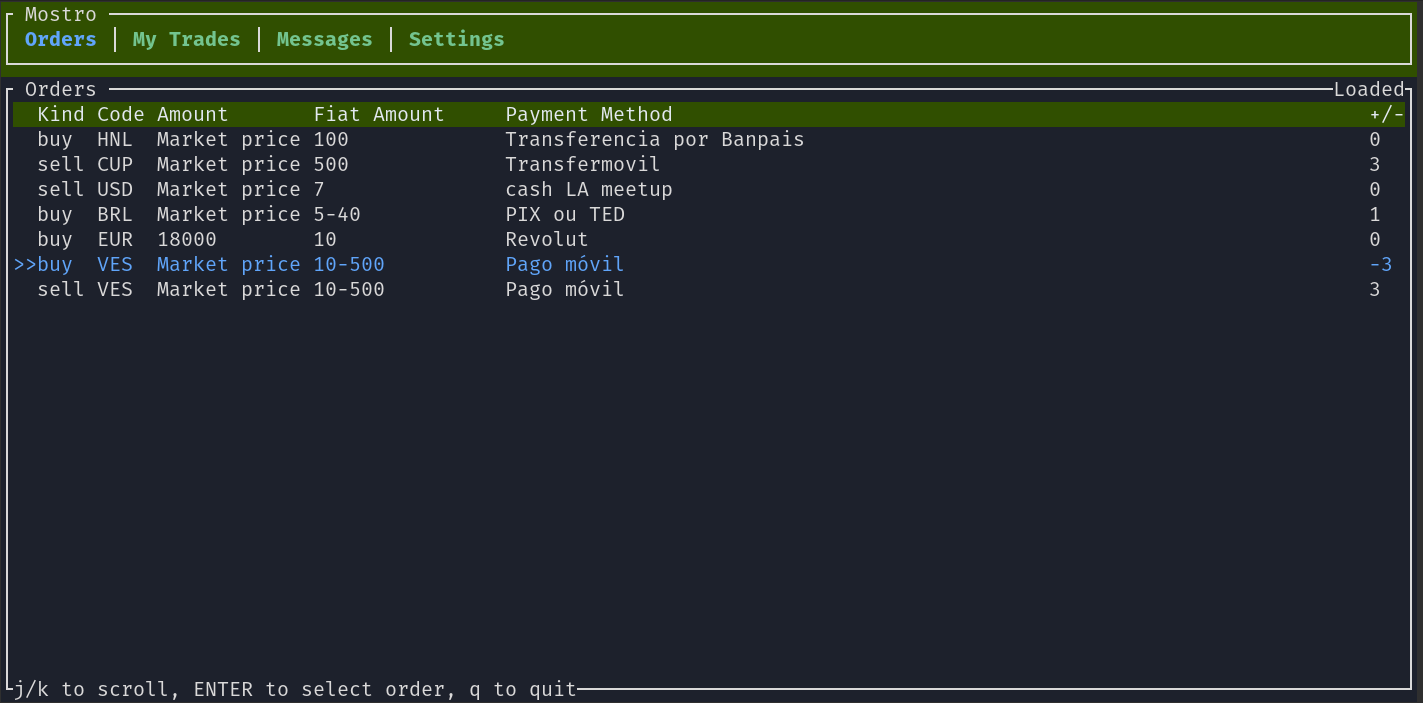 Mostro
Orders | My Trades | Messages | Settings
Orders Loaded
Kind Code Amount Fiat Amount Payment Method +/-
buy HNL Market price 100 Transferencia por Banpais 0
sell CUP Market price 500 Transfermovil 3
sell USD Market price 7 cash LA meetup 0
buy BRL Market price 5-40 PIX ou TED 1
buy EUR 18000 10 Revolut 0
>>buy VES Market price 10-500 Pago móvil -3
sell VES Market price 10-500 Pago móvil 3
j/k to scroll, ENTER to select order, q to quit